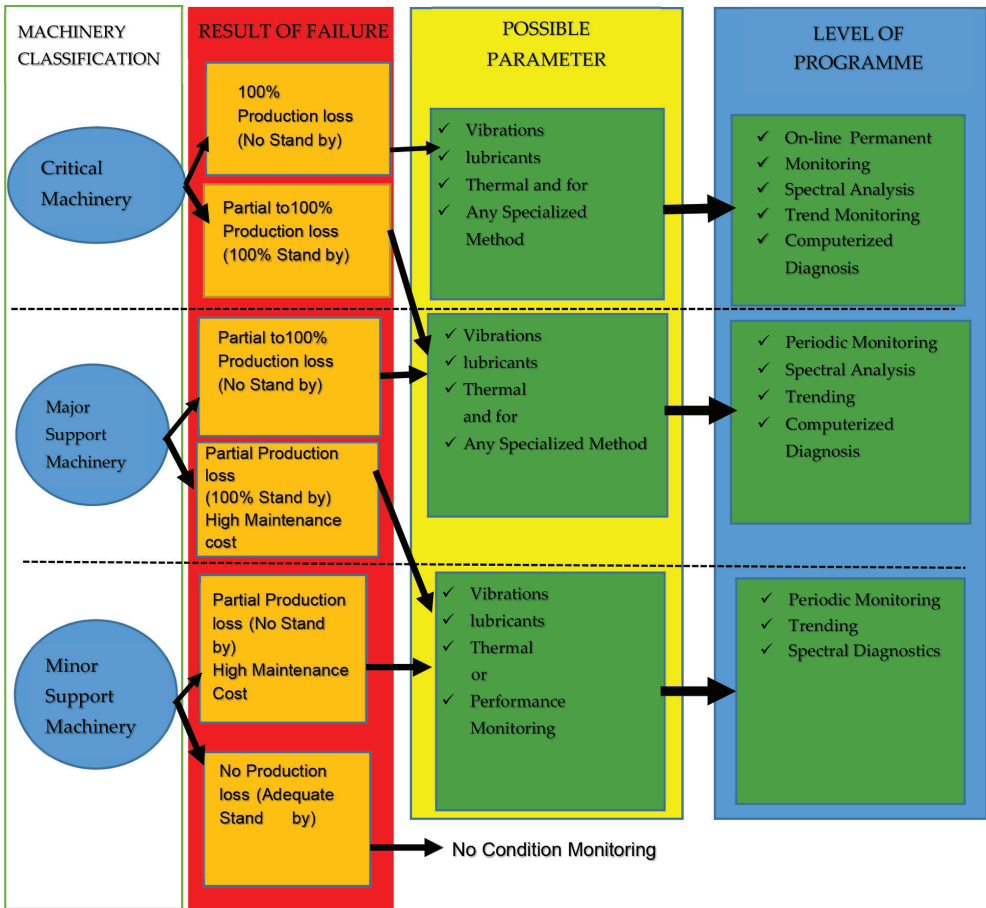 MACHINERY
CLASSIFICATION
RESULT OF FAILURE
POSSIBLE
PARAMETER
LEVEL OF
PROGRAMME
Critical
Machinery
100%
Production loss
(No Stand by)
Partial to100%
Production loss
(100% Stand by)
✓ Vibrations
✓ lubricants
✓ Thermal and for
✓ Any Specialized
Method
✓ On-line Permanent
✓ Monitoring
✓ Spectral Analysis
✓ Trend Monitoring
✓ Computerized
Diagnosis
Major
Support
Machinery
Partial to100%
Production loss
(No Stand by)
Partial Production
loss
(100% Stand by)
High Maintenance
cost
✓ Vibrations
✓ lubricants
✓ Thermal
and for
✓ Any Specialized Method
✓ Periodic Monitoring
✓ Spectral Analysis
✓ Trending
✓ Computerized
Diagnosis
Minor
Support
Machinery
Partial Production
loss (No Stand
by)
High Maintenance
Cost
No Production
loss (Adequate
Stand by)
✓ Vibrations
✓ lubricants
✓ Thermal
or
✓ Performance
Monitoring
✓ Periodic Monitoring
✓ Trending
✓ Spectral Diagnostics
No Condition Monitoring